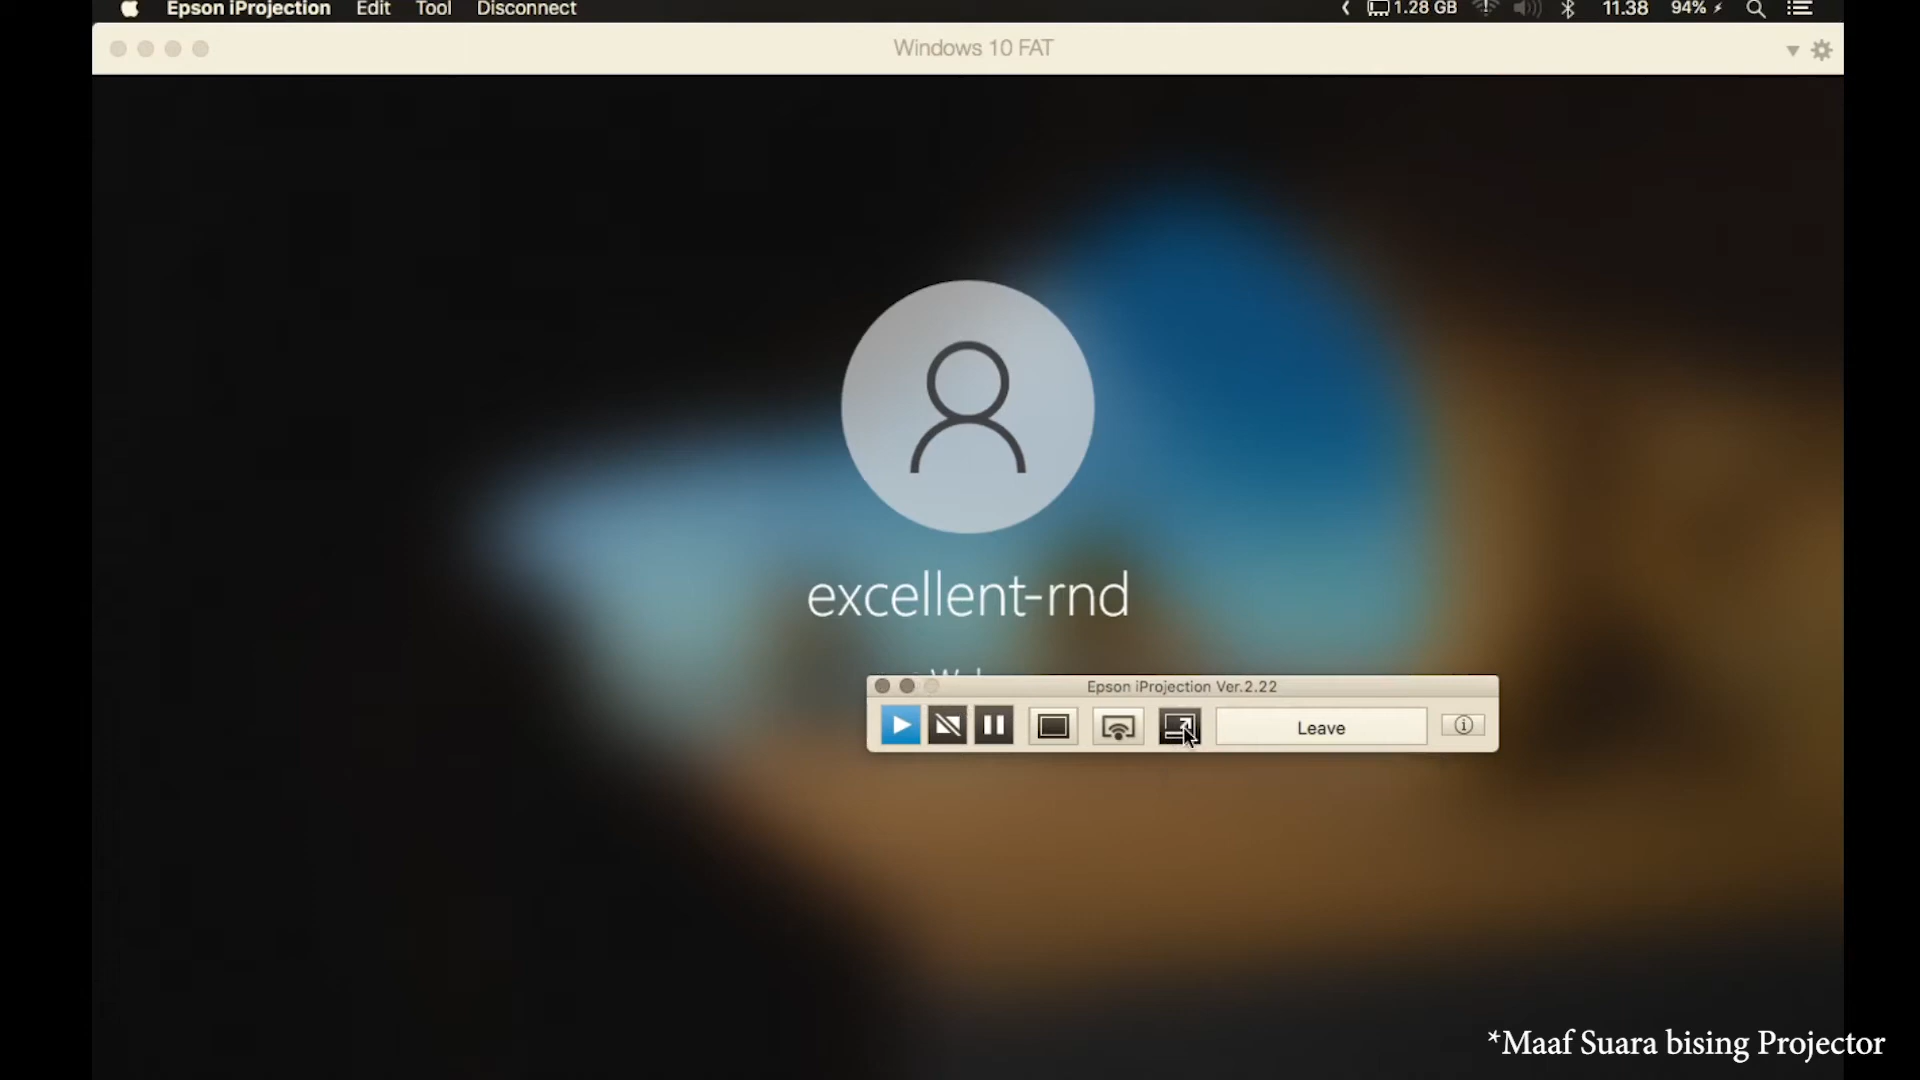 Epson iProjection Edit Tool Disconnect 1.28 GB 11.38 94%
Windows 10 FAT
excellent-rnd
Epson iProjection Ver.2.22
Leave
*Maaf Suara bising Projector